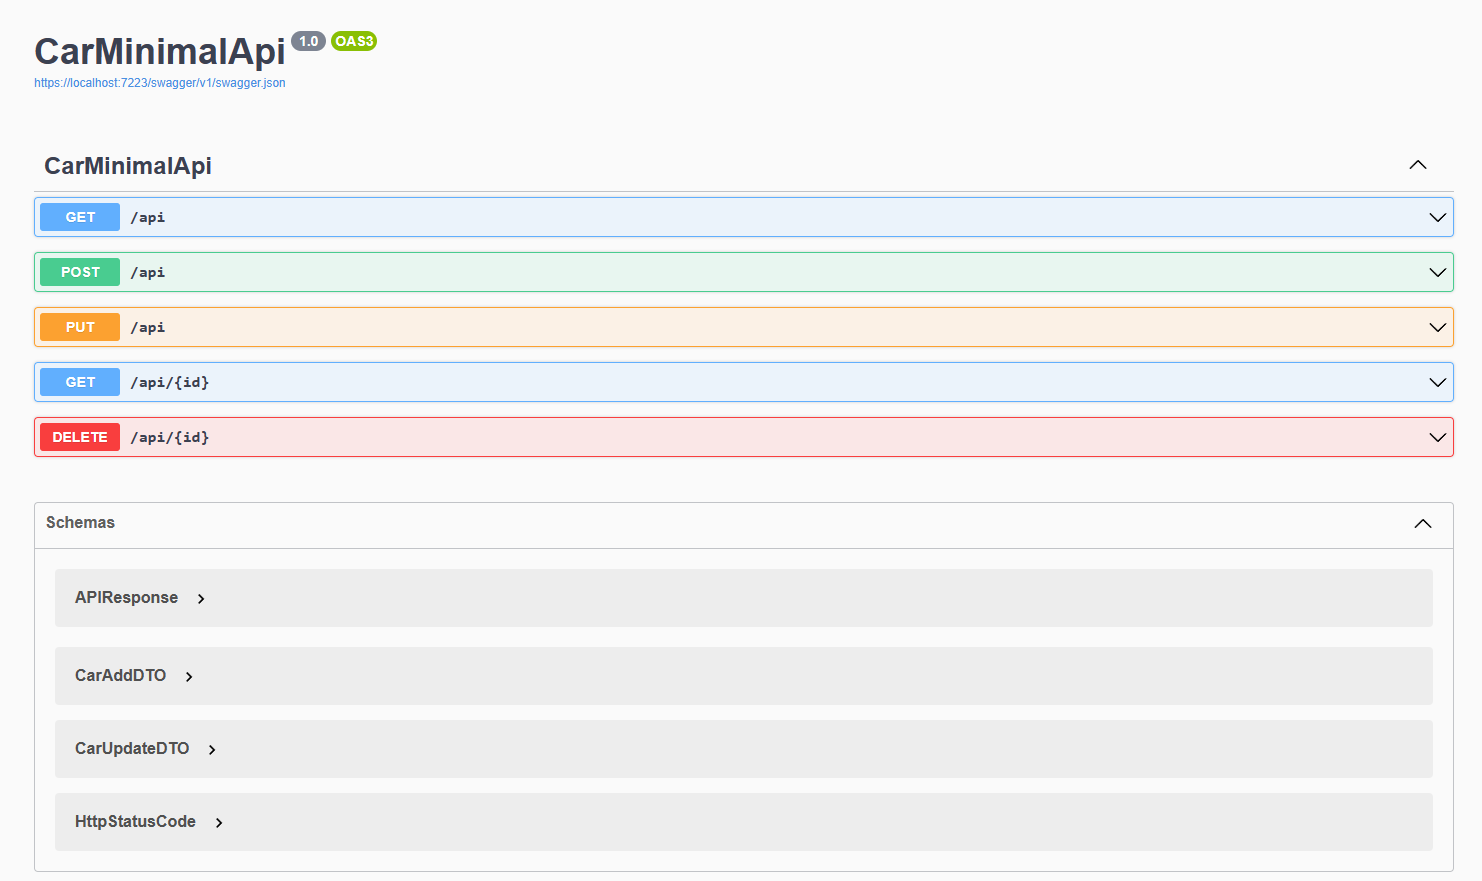 CarMinimalApi 1.0 OAS3
https://localhost:7223/swagger/v1/swagger.json
CarMinimalApi
GET /api
POST /api
PUT /api
GET /api/{id}
DELETE /api/{id}
Schemas
APIResponse
CarAddDTO
CarUpdateDTO
HttpStatusCode